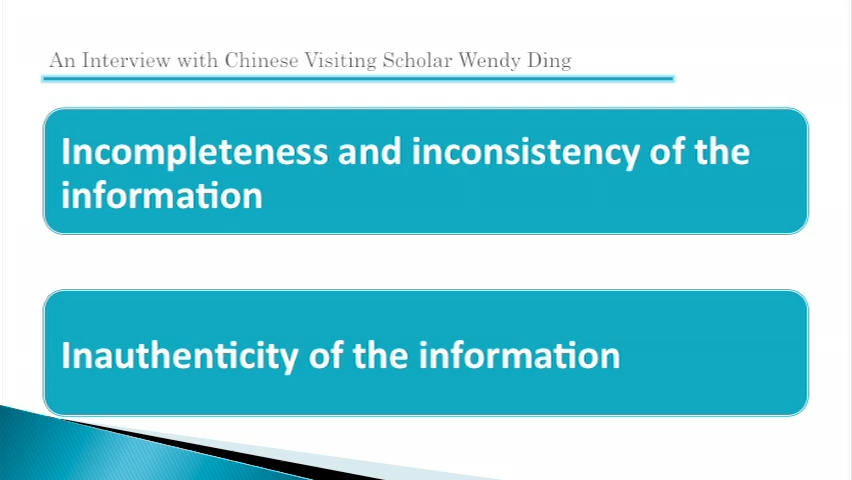 An Interview with Chinese Visiting Scholar Wendy Ding
Incompleteness and inconsistency of the
information
Inauthenticity of the information